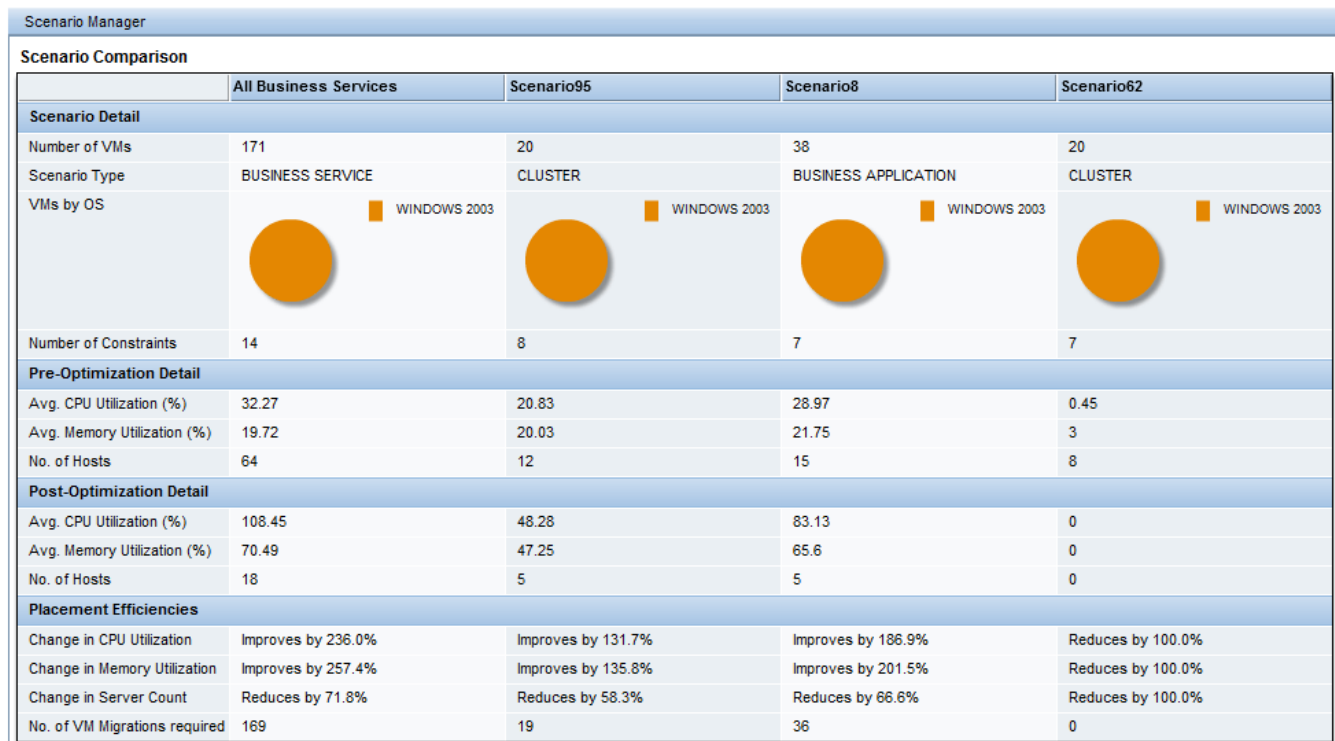 Scenario Manager
Scenario Comparison
All Business Services Scenario95 Scenario8 Scenario62
Scenario Detail
Number of VMs 171 20 38 20
Scenario Type BUSINESS SERVICE CLUSTER BUSINESS APPLICATION CLUSTER
VMs by OS WINDOWS 2003 WINDOWS 2003 WINDOWS 2003 WINDOWS 2003
Number of Constraints 14 8 7 7
Pre-Optimization Detail
Avg. CPU Utilization (%) 32.27 20.83 28.97 0.45
Avg. Memory Utilization (%) 19.72 20.03 21.75 3
No. of Hosts 64 12 15 8
Post-Optimization Detail
Avg. CPU Utilization (%) 108.45 48.28 83.13 0
Avg. Memory Utilization (%) 70.49 47.25 65.6 0
No. of Hosts 18 5 5 0
Placement Efficiencies
Change in CPU Utilization Improves by 236.0% Improves by 131.7% Improves by 186.9% Reduces by 100.0%
Change in Memory Utilization Improves by 257.4% Improves by 135.8% Improves by 201.5% Reduces by 100.0%
Change in Server Count Reduces by 71.8% Reduces by 58.3% Reduces by 66.6% Reduces by 100.0%
No. of VM Migrations required 169 19 36 0